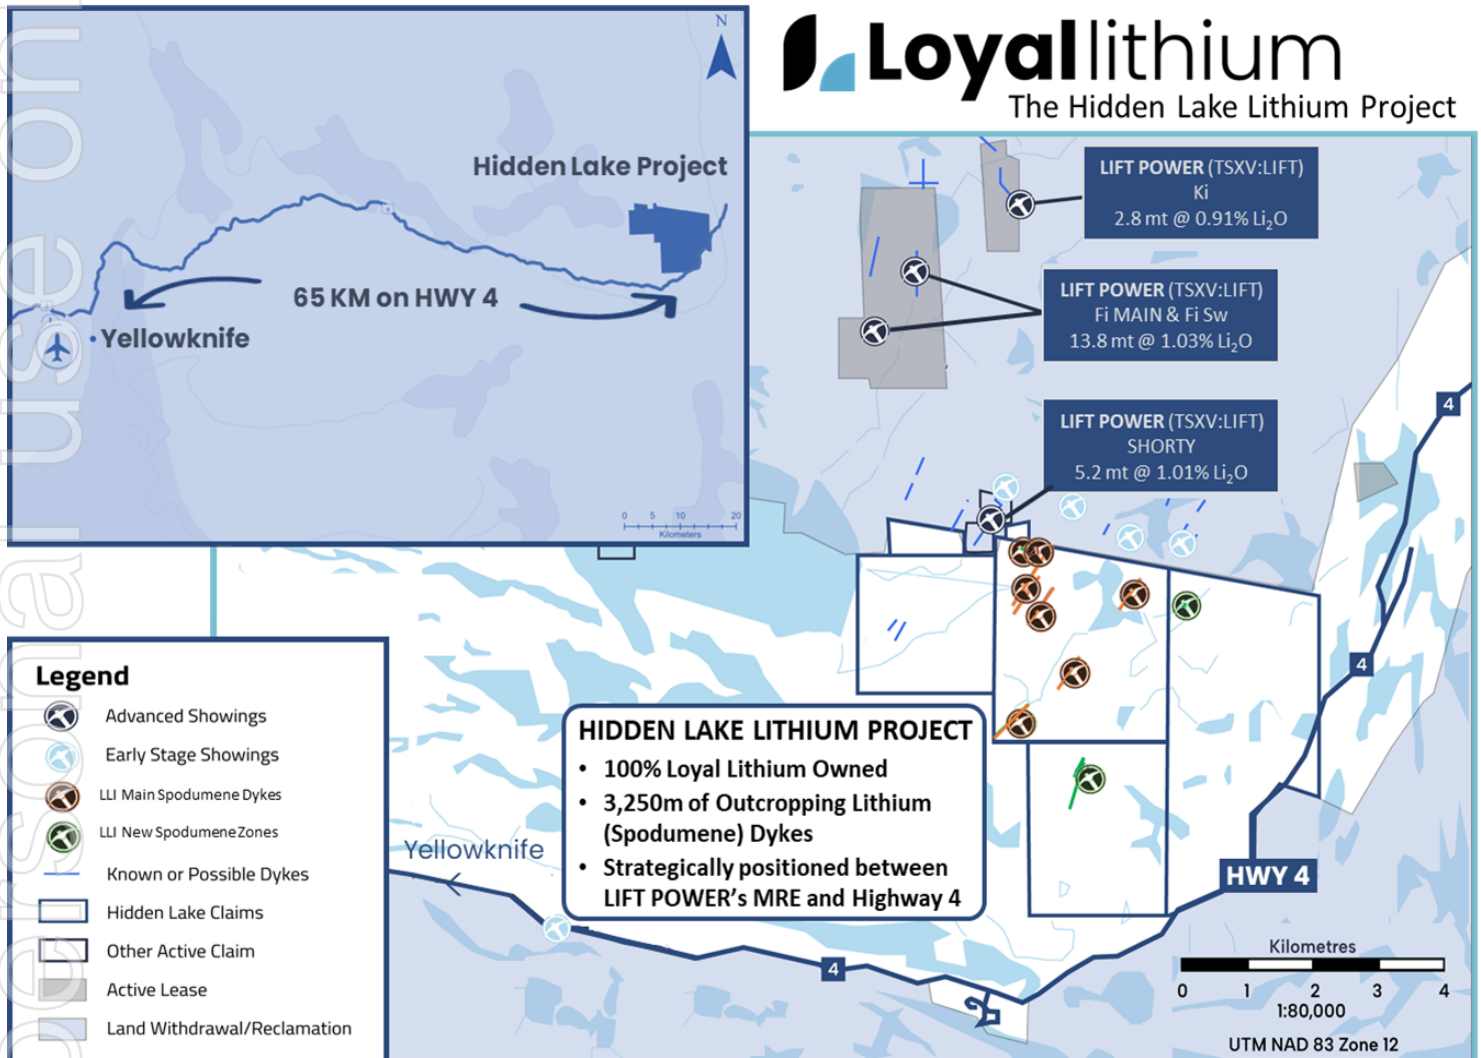 Personal use on
N
Hidden Lake Project
65 KM on HWY 4
Yellowknife
0 5 10 20
Kilometers
Loyal lithium
The Hidden Lake Lithium Project
LIFT POWER (TSXV:LIFT)
Ki
2.8 mt @ 0.91% Li₂O
LIFT POWER (TSXV:LIFT)
Fi MAIN & Fi Sw
13.8 mt @ 1.03% Li₂O
LIFT POWER (TSXV:LIFT)
SHORTY
5.2 mt @ 1.01% Li₂O
4
4
HIDDEN LAKE LITHIUM PROJECT
• 100% Loyal Lithium Owned
• 3,250m of Outcropping Lithium
(Spodumene) Dykes
• Strategically positioned between
LIFT POWER's MRE and Highway 4
Yellowknife
HWY 4
4
Legend
Advanced Showings
Early Stage Showings
LLI Main Spodumene Dykes
LLI New Spodumene Zones
Known or Possible Dykes
Hidden Lake Claims
Other Active Claim
Active Lease
Land Withdrawal/Reclamation
Kilometres
0 1 2 3 4
1:80,000
UTM NAD 83 Zone 12